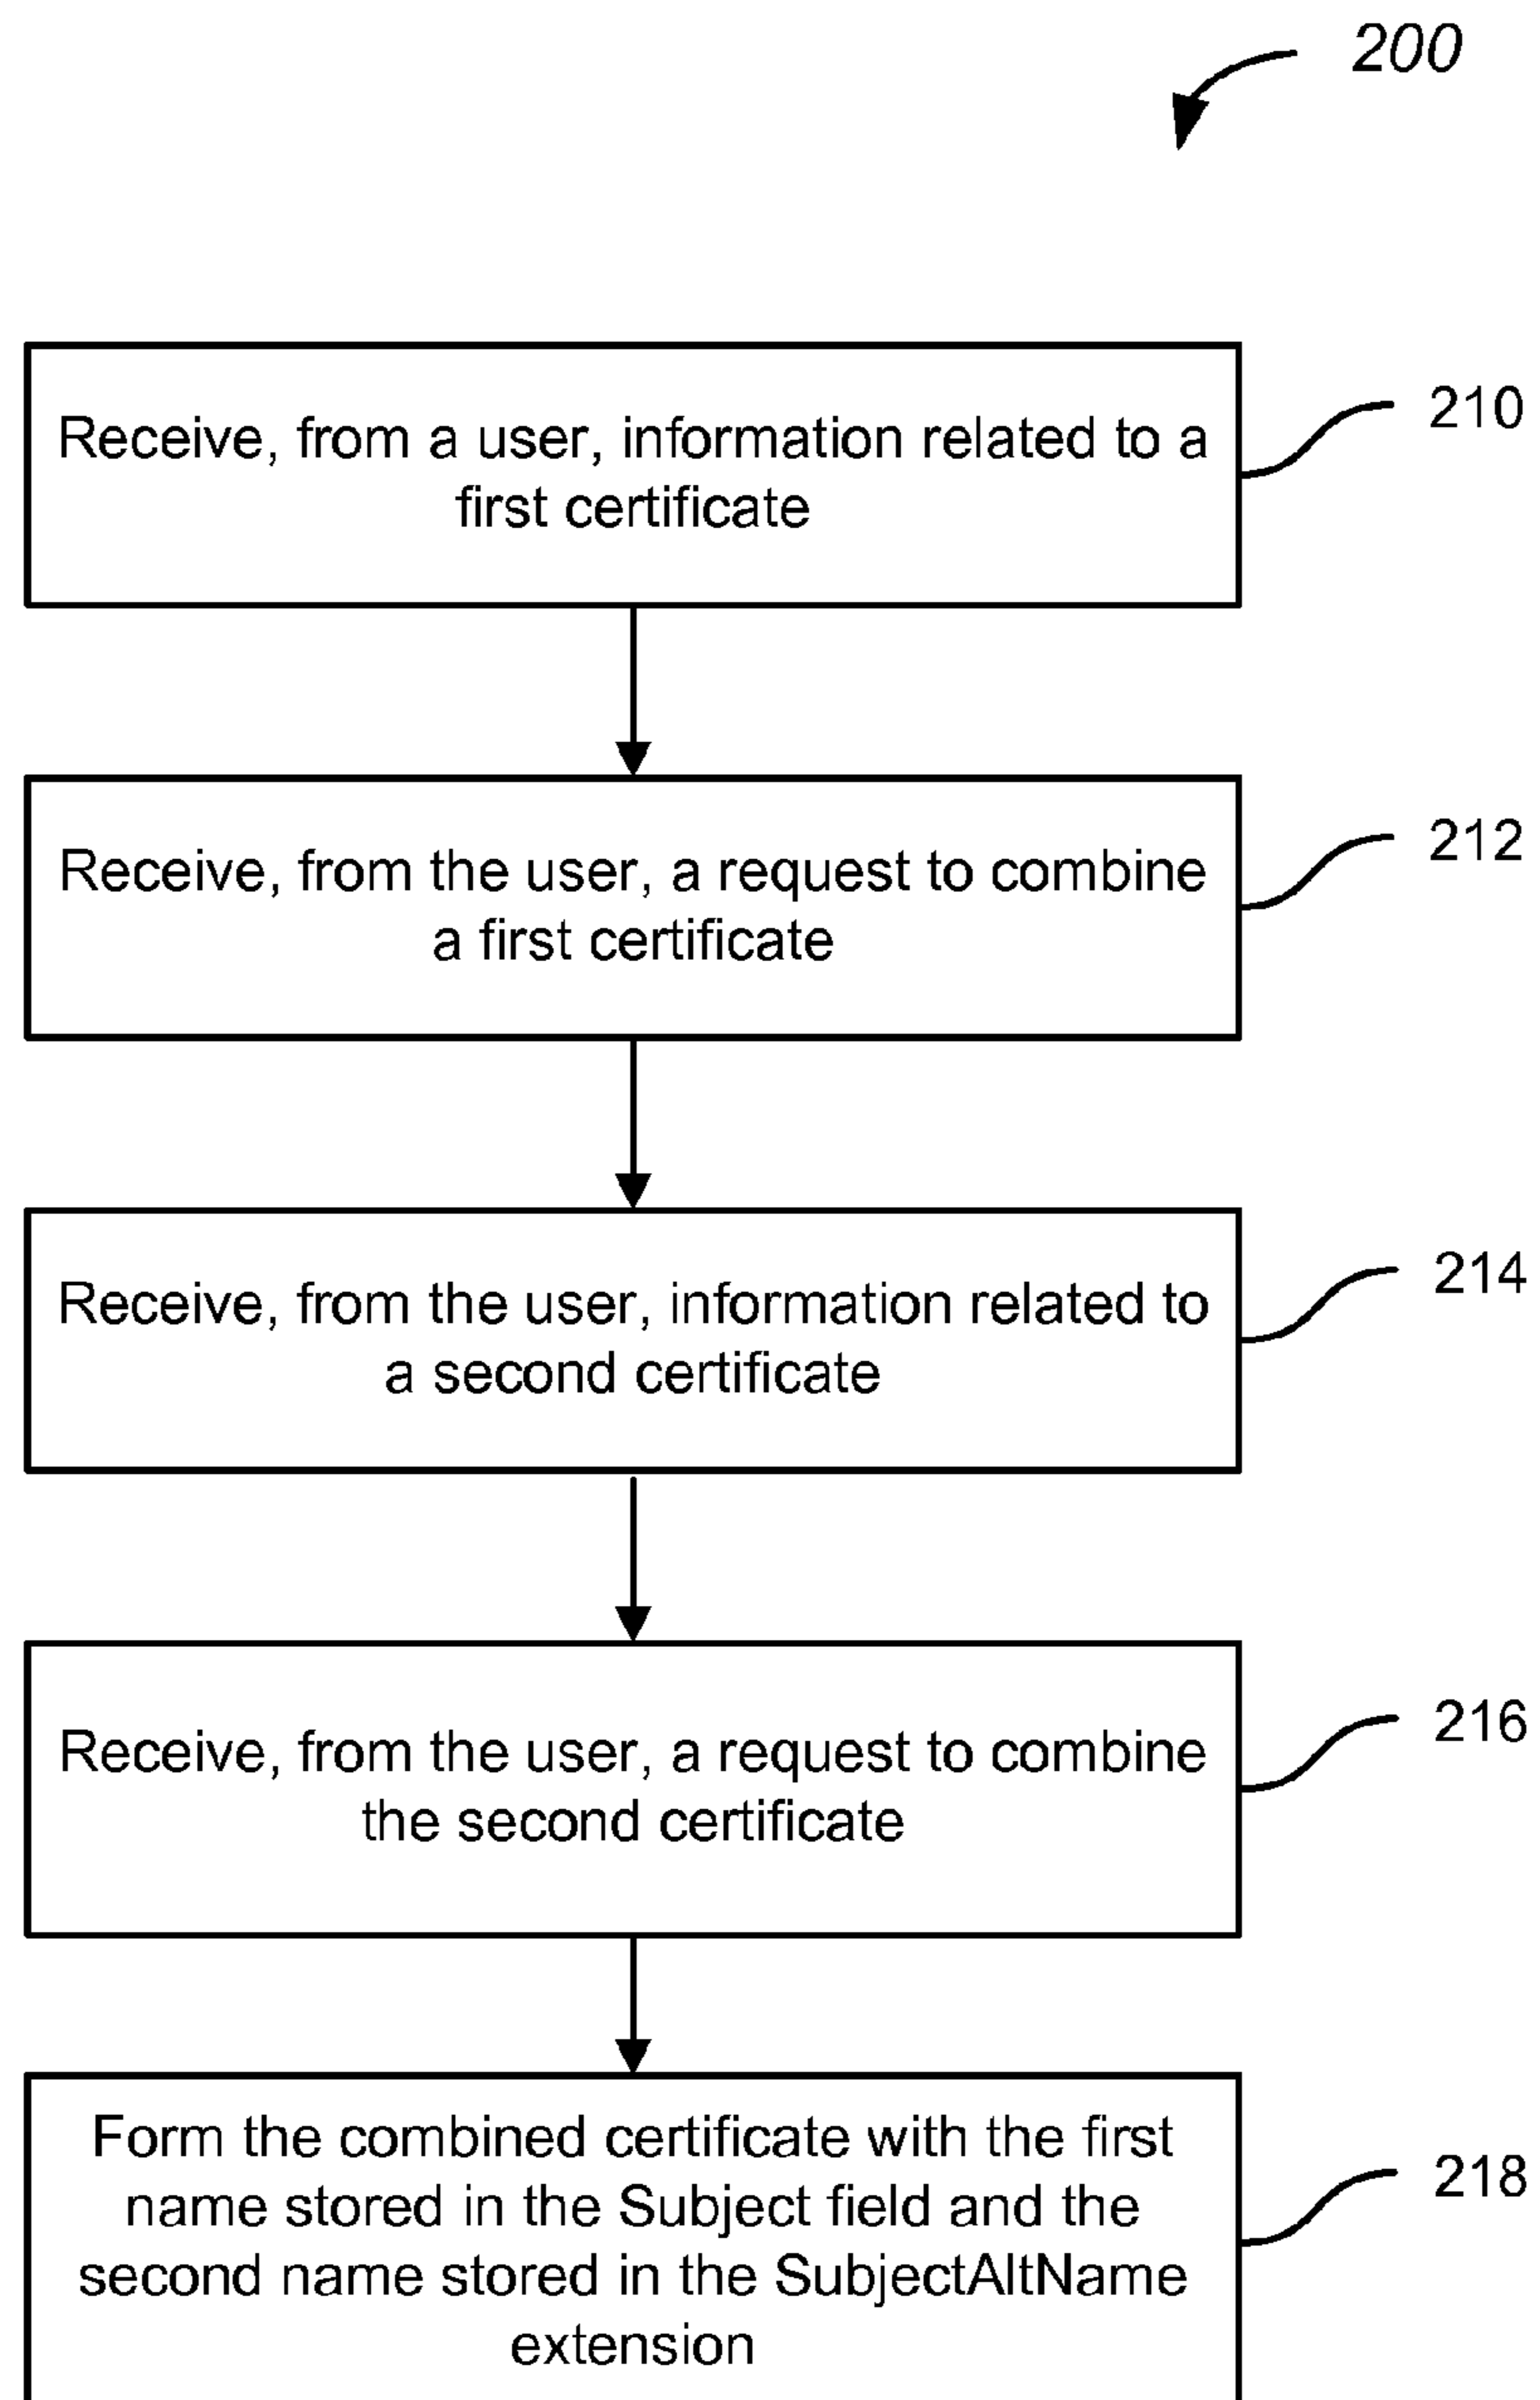 200
Receive, from a user, information related to a
first certificate
210
Receive, from the user, a request to combine
a first certificate
212
Receive, from the user, information related to
a second certificate
214
Receive, from the user, a request to combine
the second certificate
216
Form the combined certificate with the first
name stored in the Subject field and the
second name stored in the SubjectAltName
extension
218